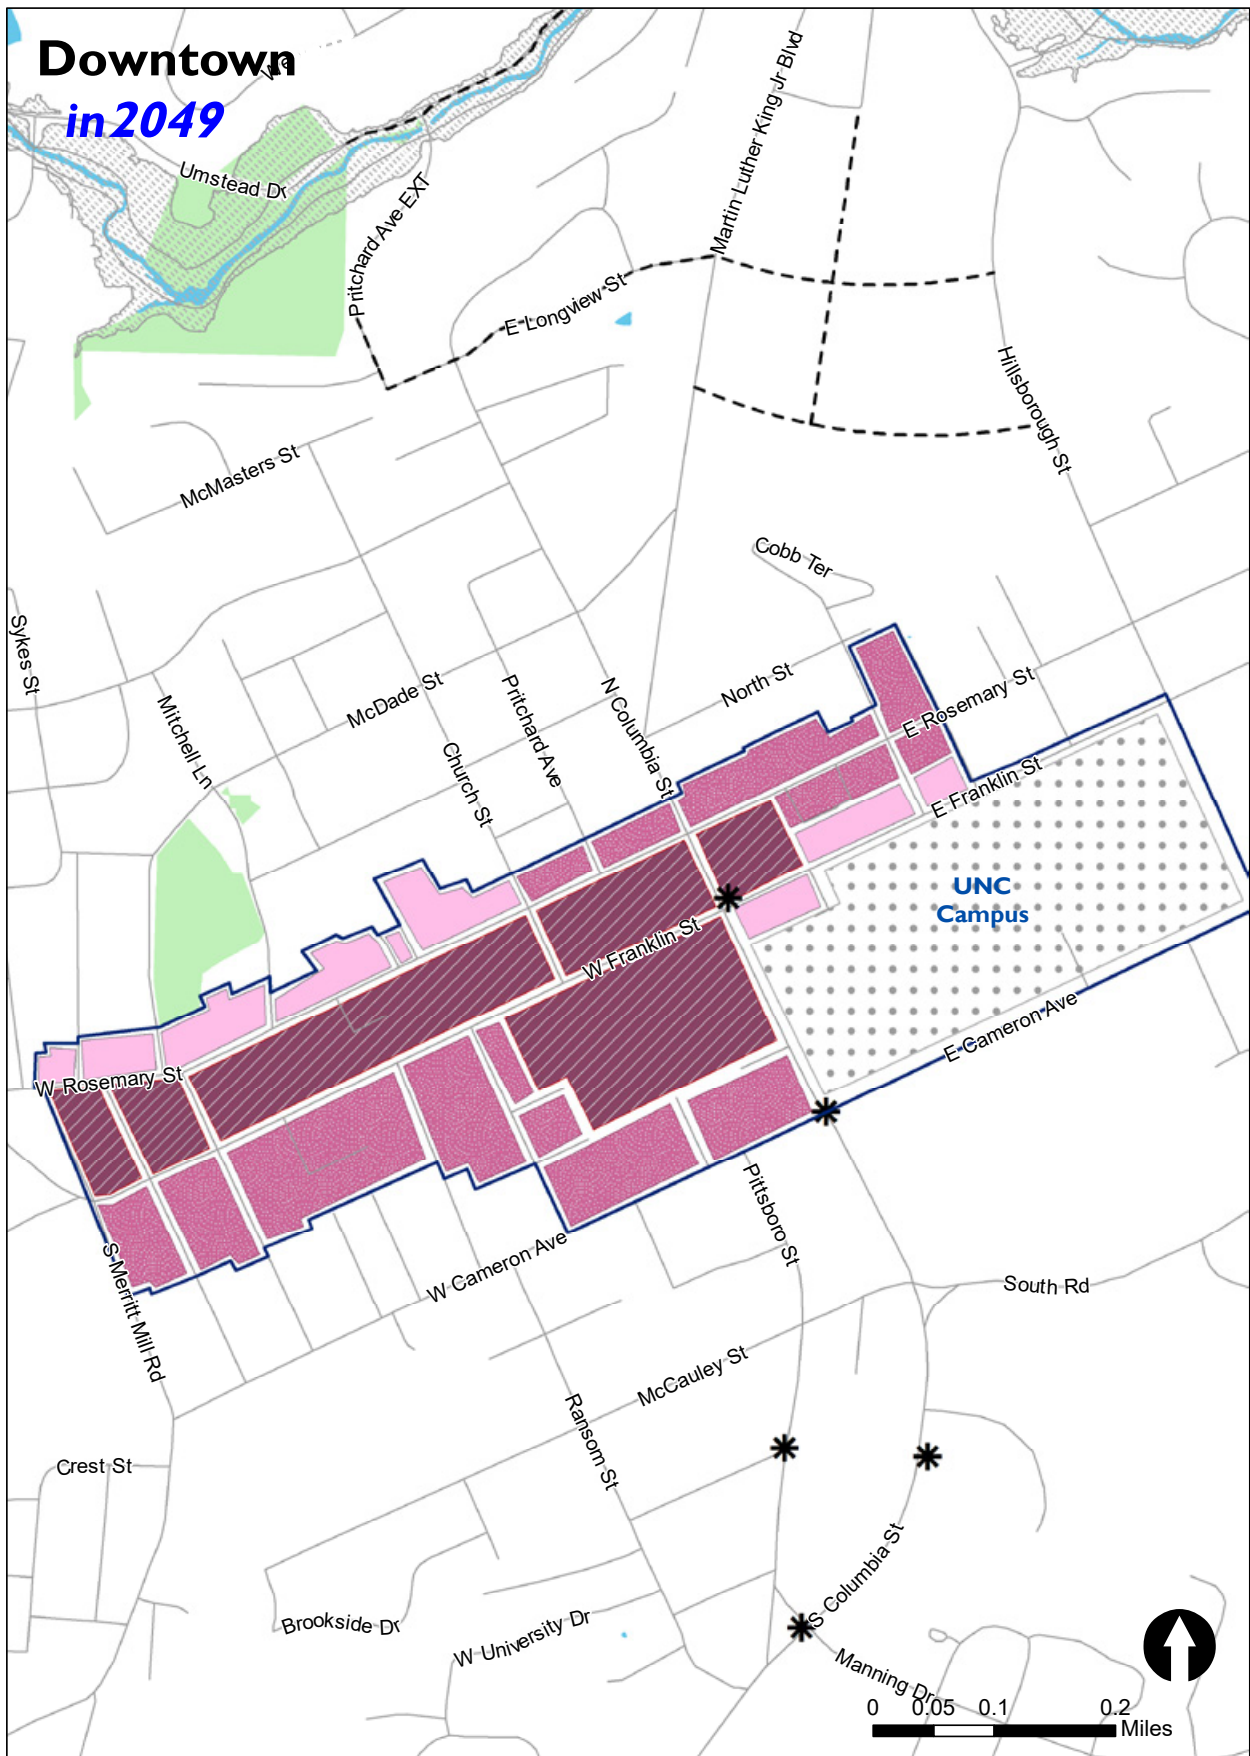 Downtown
in 2049
Umstead Dr
Pritchard Ave EXT
Martin Luther King Jr Blvd
E Longview St
Hillsborough St
McMasters St
Cobb Ter
Sykes St
Mitchell Ln
McDade St
Church St
Pritchard Ave
N Columbia St
North St
E Rosemary St
E Franklin St
UNC
Campus
W Franklin St
E Cameron Ave
W Rosemary St
S Merritt Mill Rd
W Cameron Ave
Pittsboro St
South Rd
McCauley St
Ransom St
Crest St
S Columbia St
Brookside Dr
W University Dr
Manning Dr
0 0.05 0.1 0.2
Miles